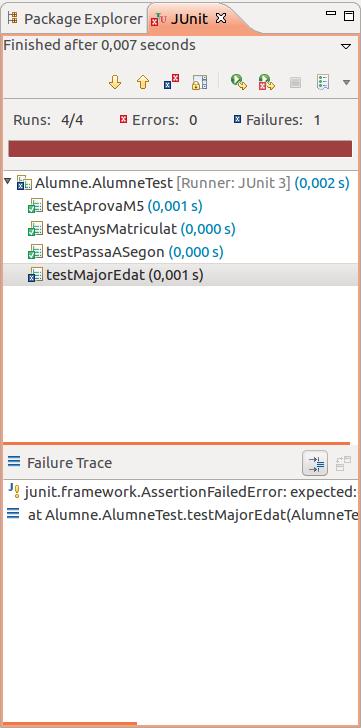 Package Explorer JUnit
Finished after 0,007 seconds
Runs: 4/4 Errors: 0 Failures: 1
Alumne.AlumneTest [Runner: JUnit 3] (0,002 s)
testAprovaM5 (0,001 s)
testAnysMatriculat (0,000 s)
testPassaASegon (0,000 s)
testMajorEdat (0,001 s)
Failure Trace
junit.framework.AssertionFailedError: expected:
at Alumne.AlumneTest.testMajorEdat(AlumneTe